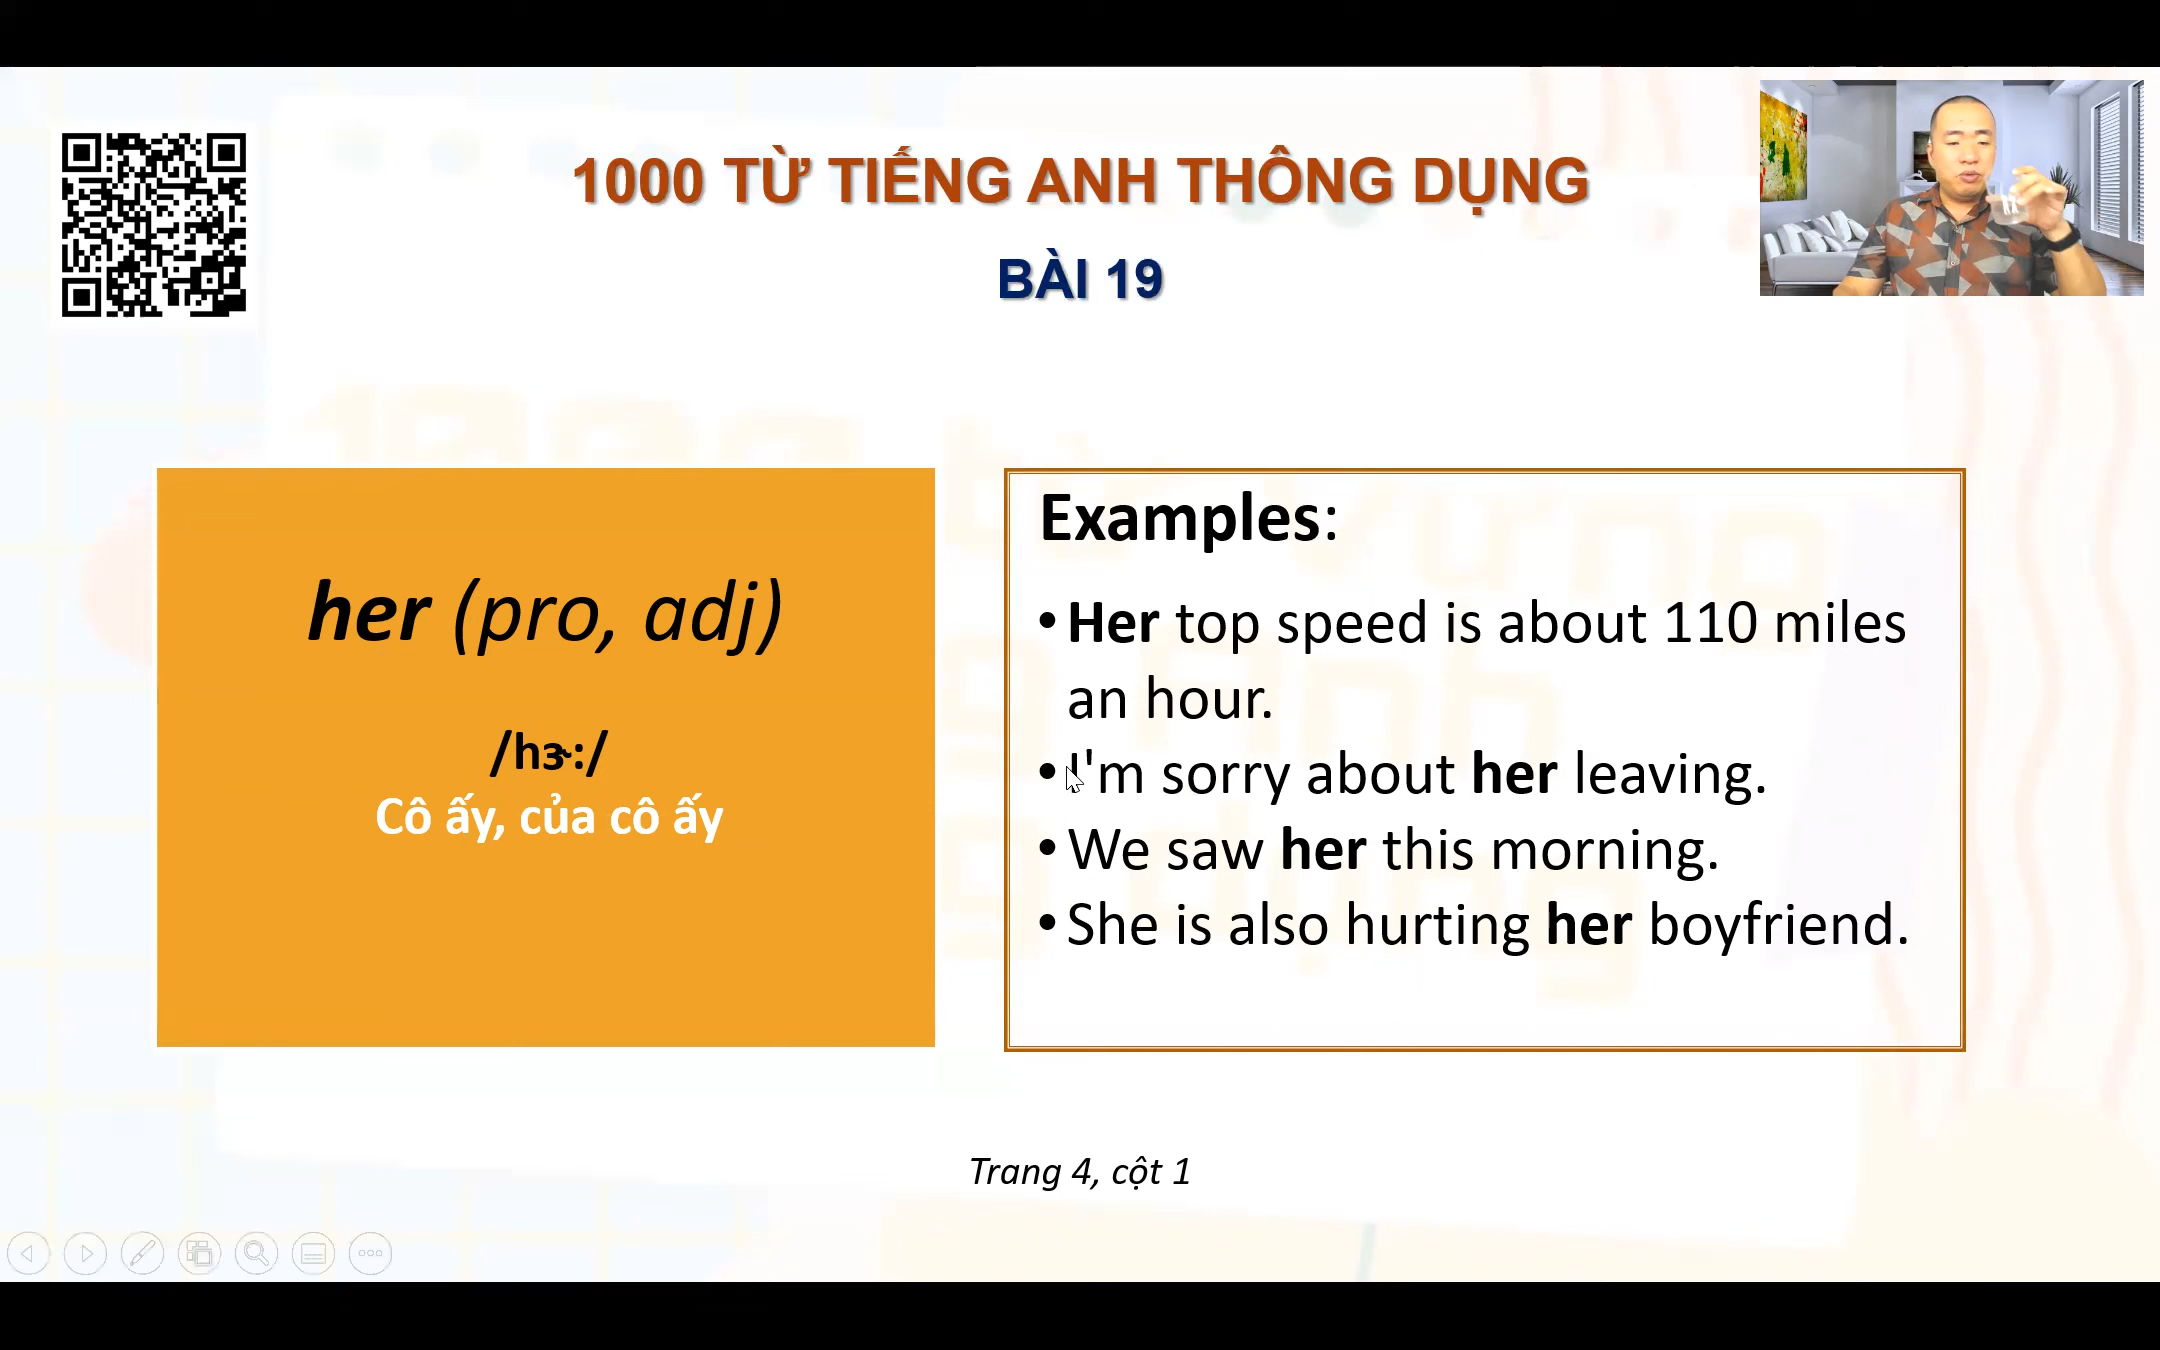 1000 TỪ TIẾNG ANH THÔNG DỤNG
BÀI 19
her (pro, adj)
/hɝ:/
Cô ấy, của cô ấy
Examples:
• Her top speed is about 110 miles
an hour.
• I'm sorry about her leaving.
• We saw her this morning.
• She is also hurting her boyfriend.
Trang 4, cột 1